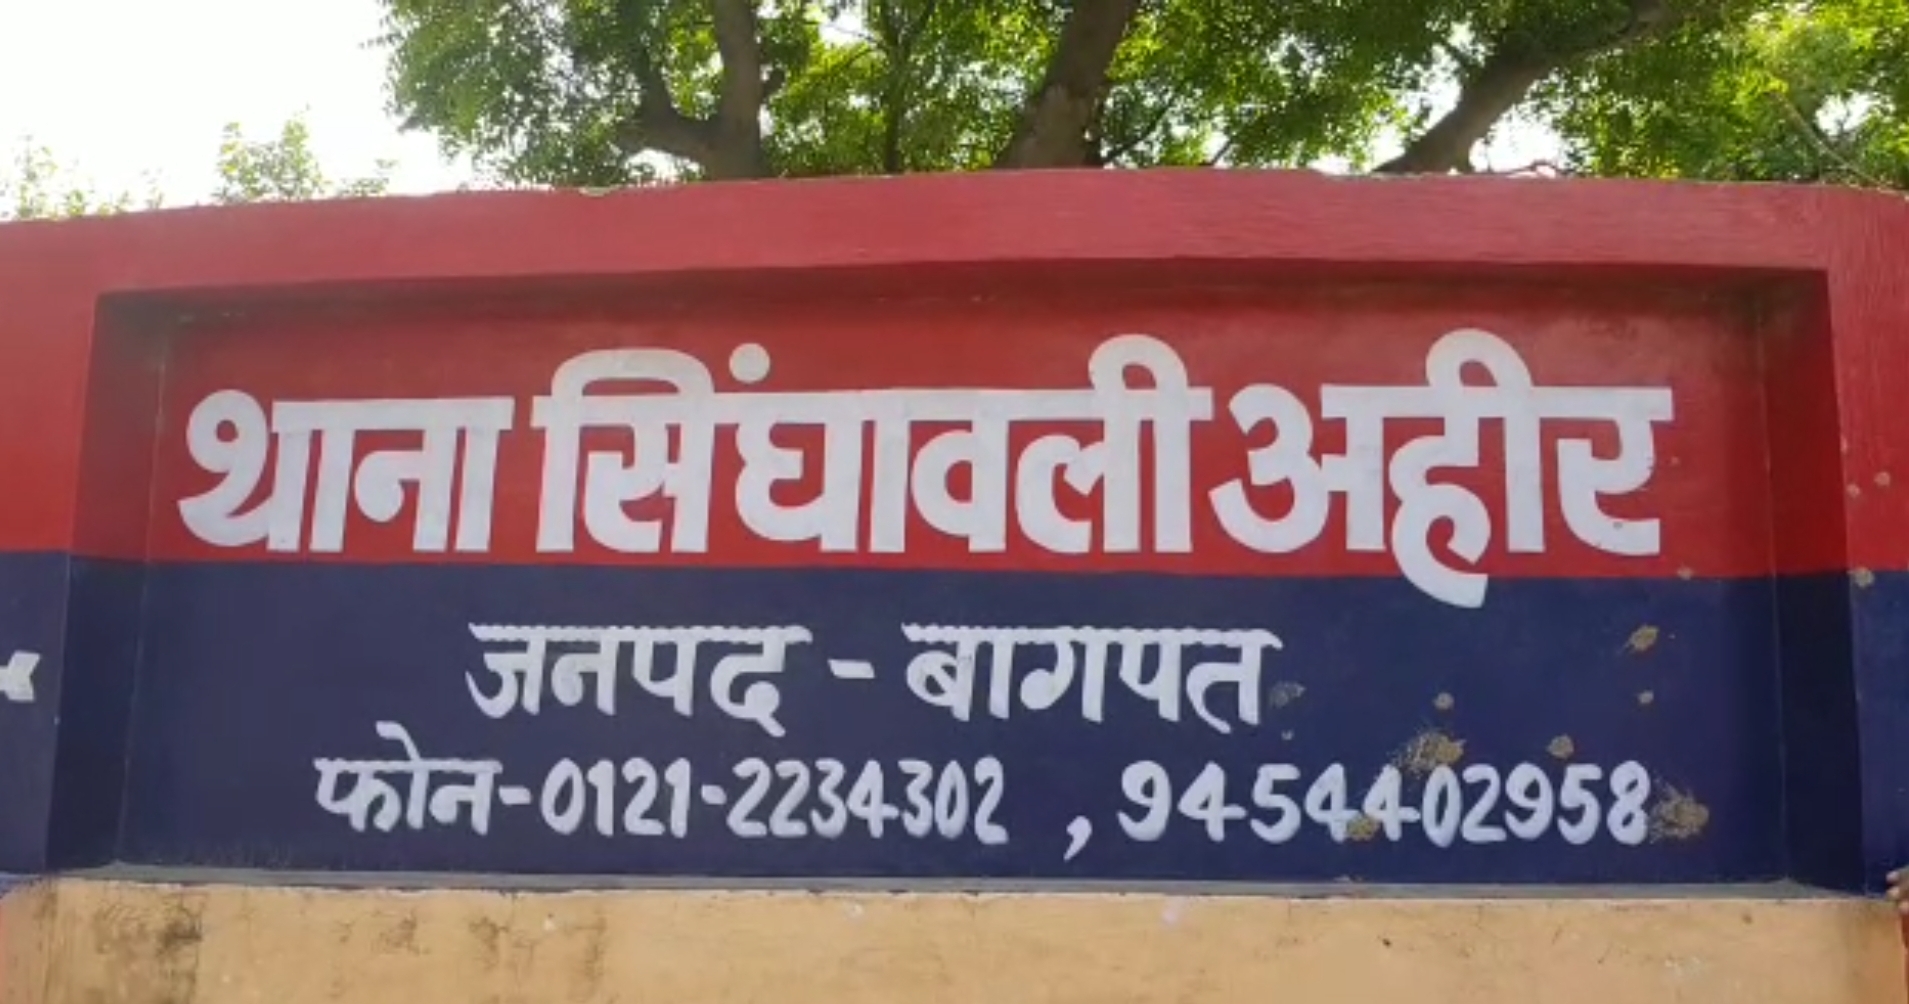 थाना सिंघावली अहीर
जनपद - बागपत
फोन-0121-2234302 , 9454402958